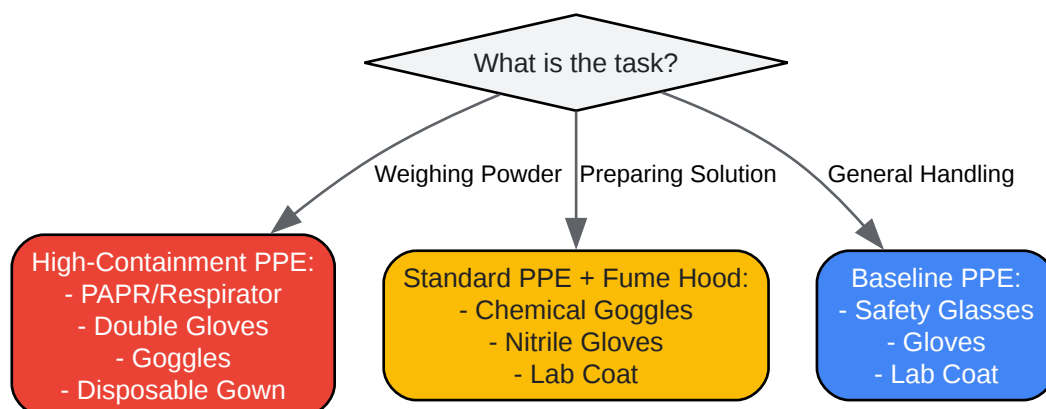 What is the task?
Weighing Powder
Preparing Solution
General Handling
High-Containment PPE:
- PAPR/Respirator
- Double Gloves
- Goggles
- Disposable Gown
Standard PPE + Fume Hood:
- Chemical Goggles
- Nitrile Gloves
- Lab Coat
Baseline PPE:
- Safety Glasses
- Gloves
- Lab Coat